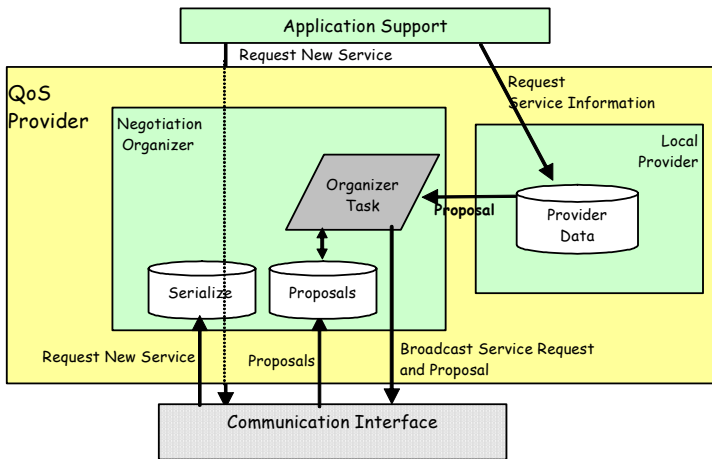 Application Support
Request New Service
Request
Service Information
QoS
Provider
Negotiation
Organizer
Local
Provider
Organizer
Task
Proposal
Provider
Data
Serialize
Proposals
Request New Service
Proposals
Broadcast Service Request
and Proposal
Communication Interface